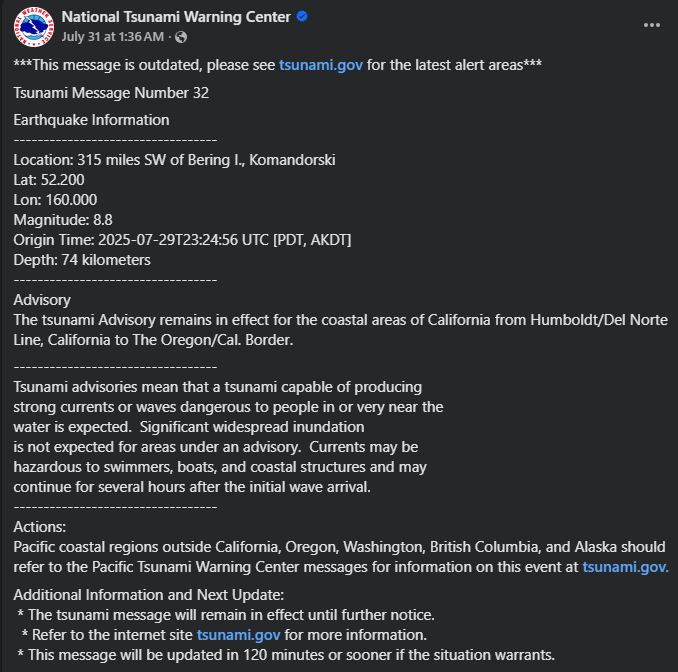 National Tsunami Warning Center
July 31 at 1:36 AM ·
***This message is outdated, please see tsunami.gov for the latest alert areas***
Tsunami Message Number 32
Earthquake Information
----------------------------------
Location: 315 miles SW of Bering I., Komandorski
Lat: 52.200
Lon: 160.000
Magnitude: 8.8
Origin Time: 2025-07-29T23:24:56 UTC [PDT, AKDT]
Depth: 74 kilometers
----------------------------------
Advisory
The tsunami Advisory remains in effect for the coastal areas of California from Humboldt/Del Norte
Line, California to The Oregon/Cal. Border.
----------------------------------
Tsunami advisories mean that a tsunami capable of producing
strong currents or waves dangerous to people in or very near the
water is expected.  Significant widespread inundation
is not expected for areas under an advisory.  Currents may be
hazardous to swimmers, boats, and coastal structures and may
continue for several hours after the initial wave arrival.
----------------------------------
Actions:
Pacific coastal regions outside California, Oregon, Washington, British Columbia, and Alaska should
refer to the Pacific Tsunami Warning Center messages for information on this event at tsunami.gov.
Additional Information and Next Update:
* The tsunami message will remain in effect until further notice.
* Refer to the internet site tsunami.gov for more information.
* This message will be updated in 120 minutes or sooner if the situation warrants.